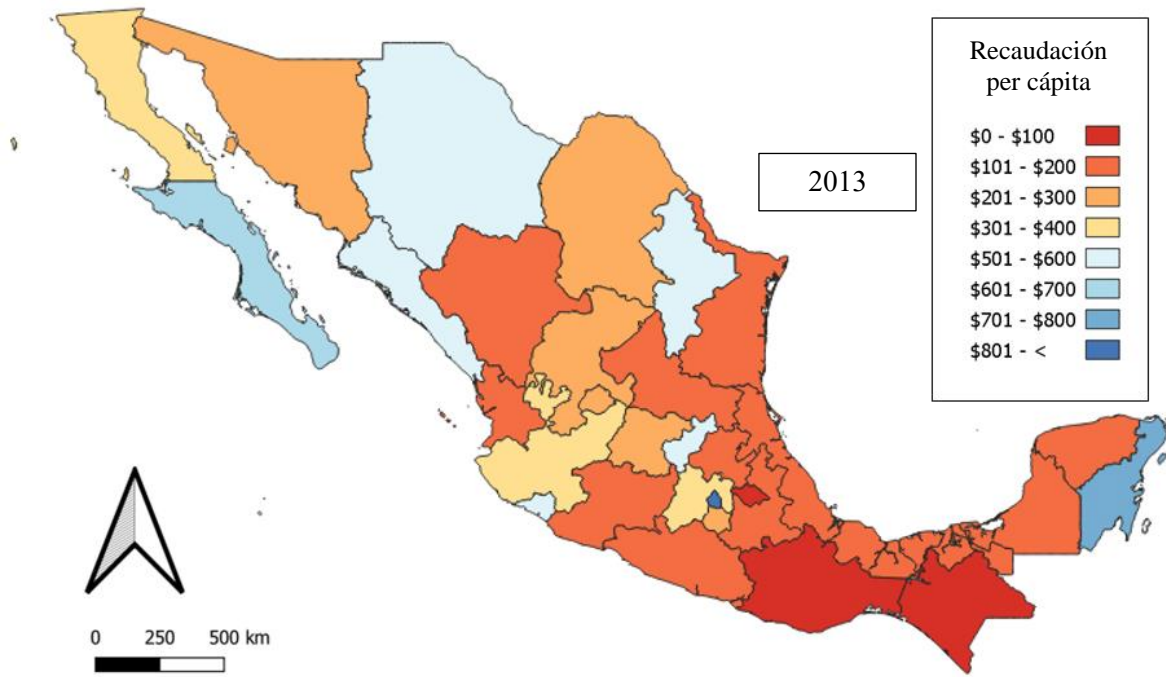 Recaudación
per cápita
$0 - $100
$101 - $200
$201 - $300
$301 - $400
$501 - $600
$601 - $700
$701 - $800
$801 - <
2013
0 250 500 km